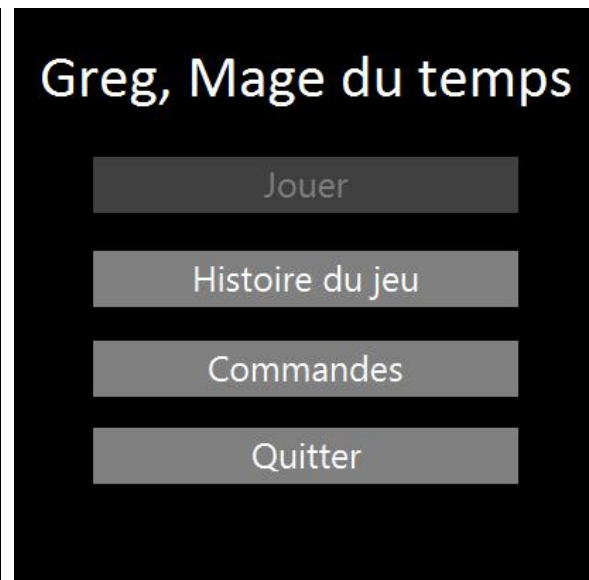 Greg, Mage du temps
Jouer
Histoire du jeu
Commandes
Quitter